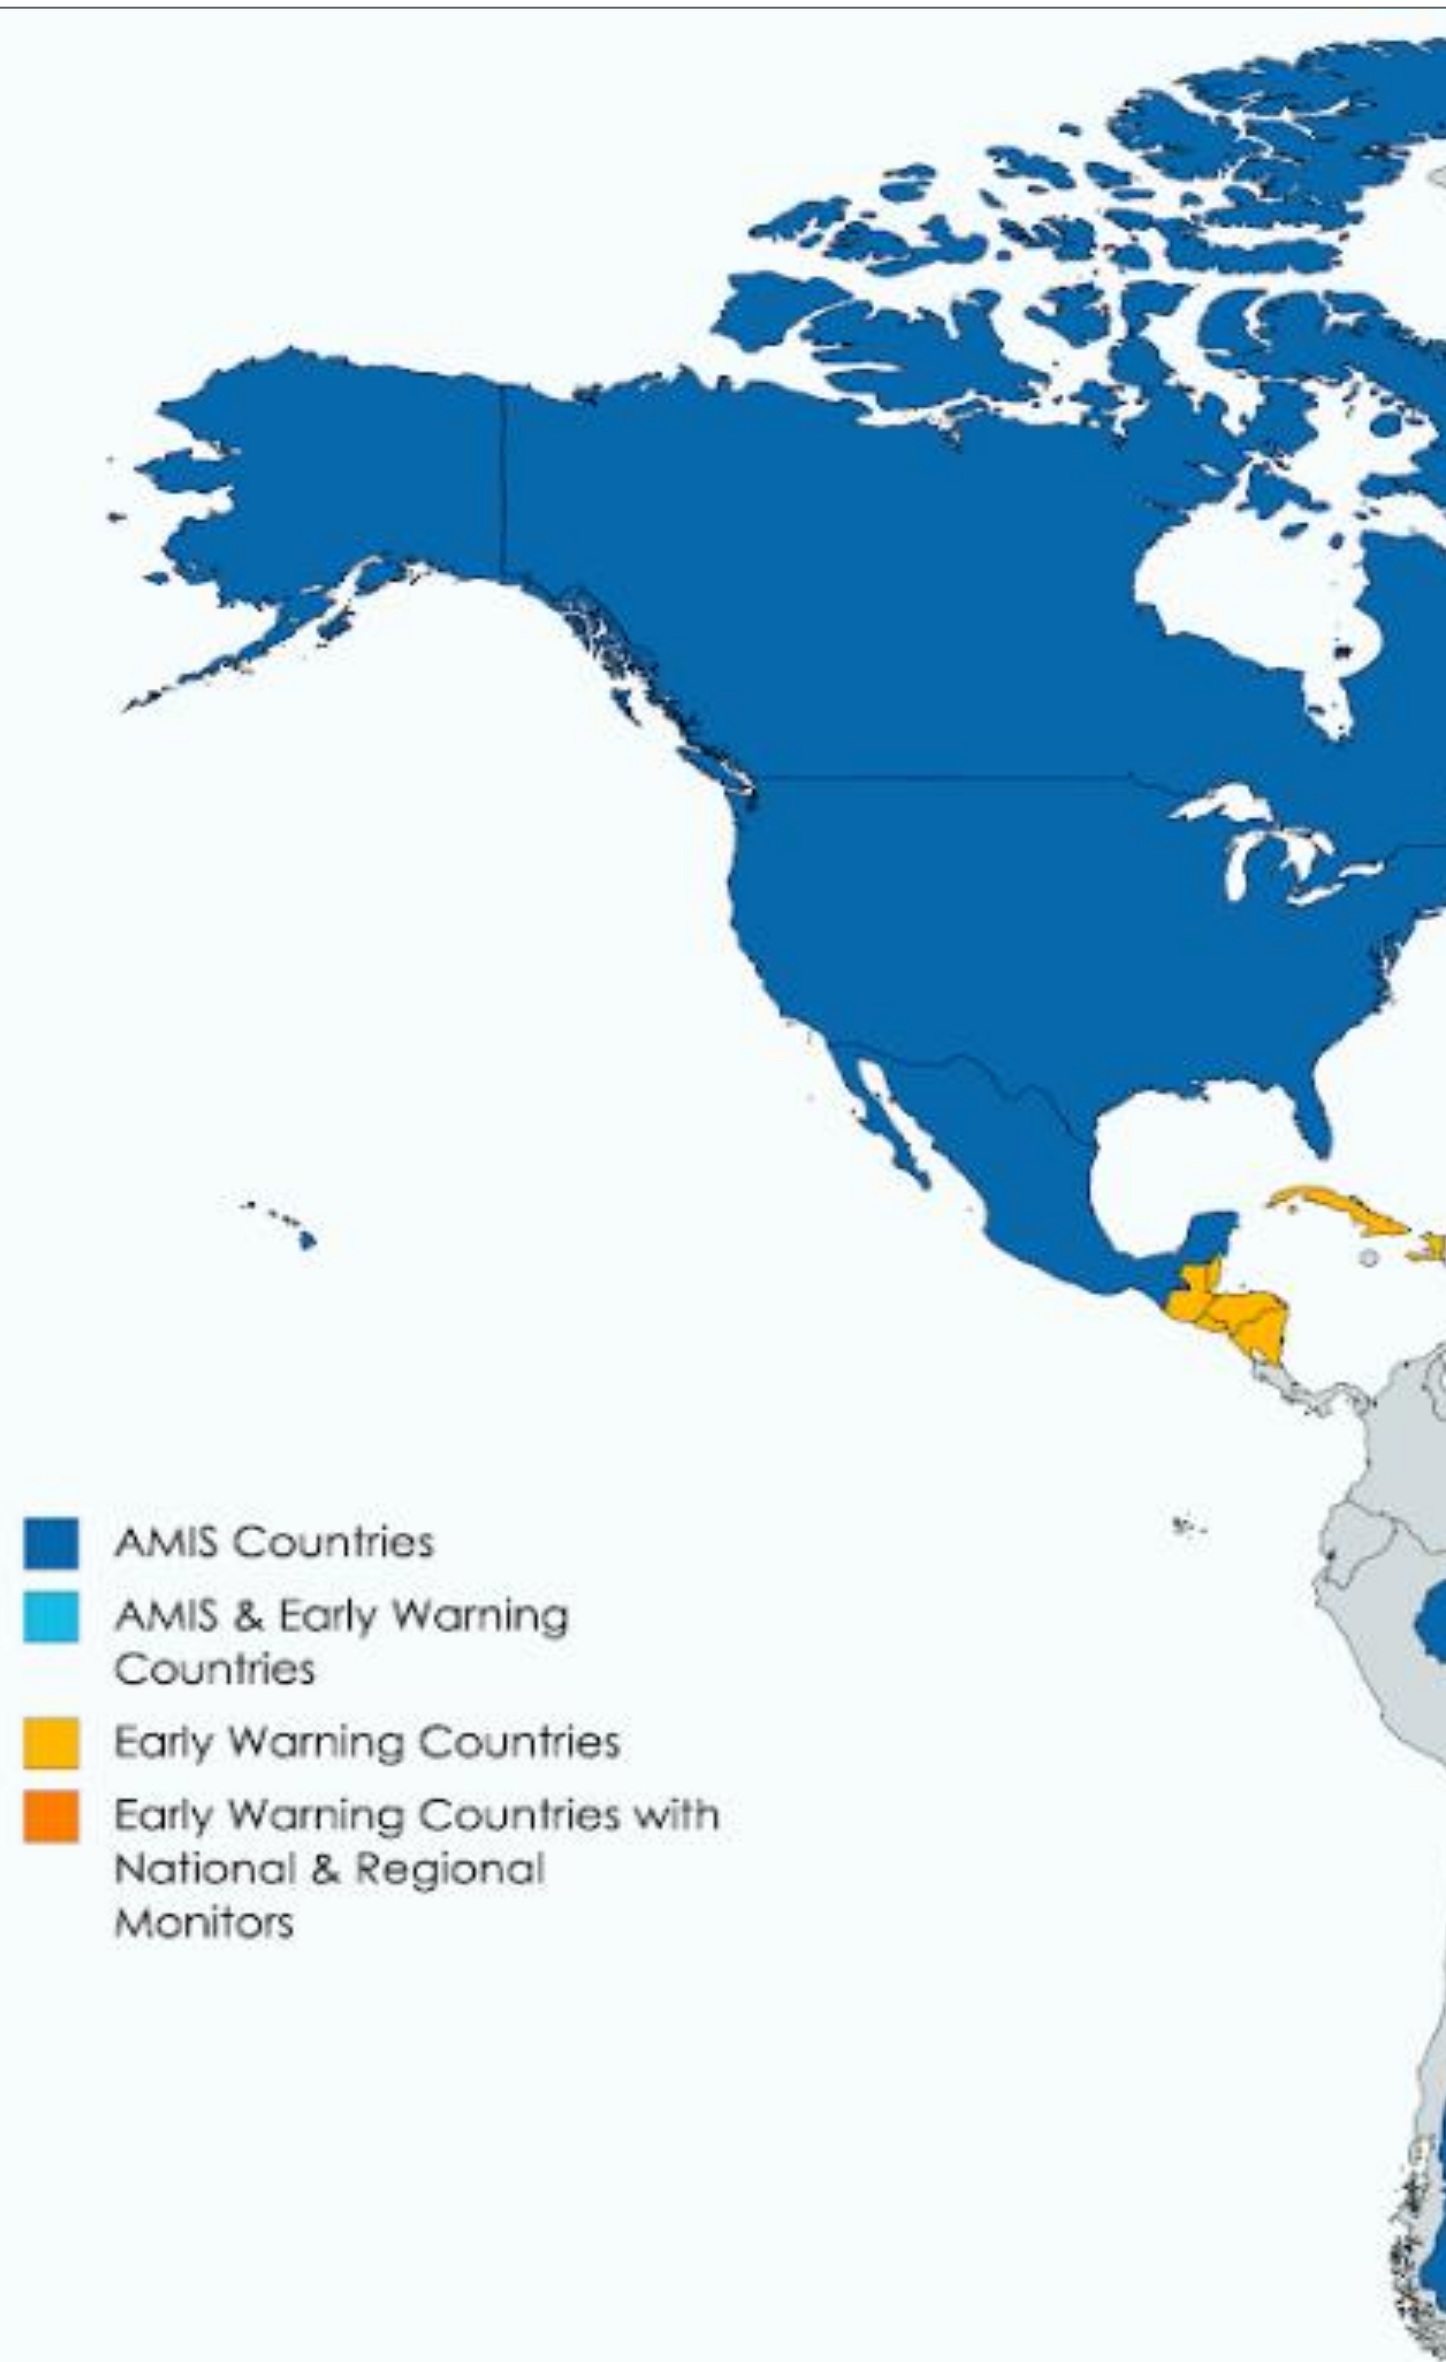 AMIS Countries
AMIS & Early Warning
Countries
Early Warning Countries
Early Warning Countries with
National & Regional
Monitors